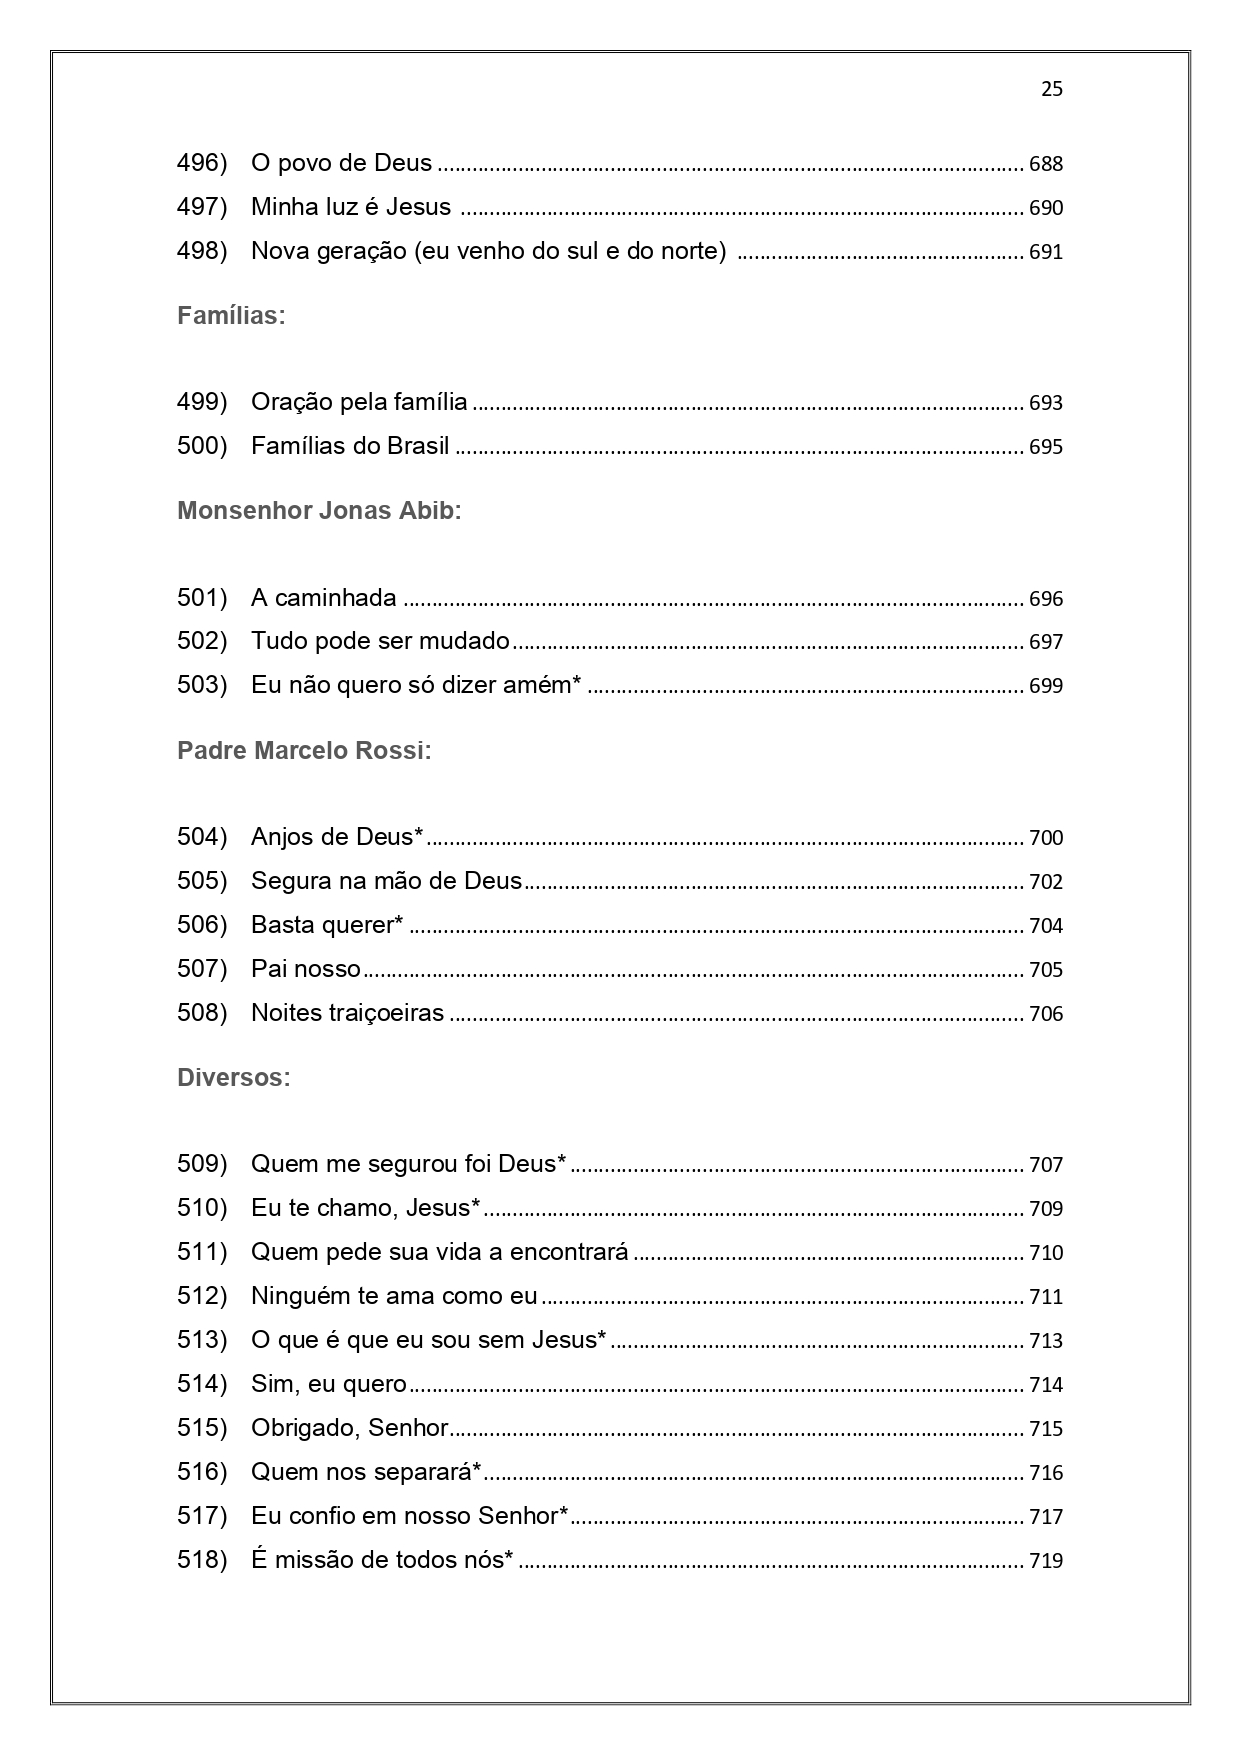 25
496) O povo de Deus ........................................ 688
497) Minha luz é Jesus ........................................ 690
498) Nova geração (eu venho do sul e do norte) ........................................ 691
Famílias:
499) Oração pela família ........................................ 693
500) Famílias do Brasil ........................................ 695
Monsenhor Jonas Abib:
501) A caminhada ........................................ 696
502) Tudo pode ser mudado ........................................ 697
503) Eu não quero só dizer amém* ........................................ 699
Padre Marcelo Rossi:
504) Anjos de Deus* ........................................ 700
505) Segura na mão de Deus ........................................ 702
506) Basta querer* ........................................ 704
507) Pai nosso ........................................ 705
508) Noites traiçoeiras ........................................ 706
Diversos:
509) Quem me segurou foi Deus* ........................................ 707
510) Eu te chamo, Jesus* ........................................ 709
511) Quem pede sua vida a encontrará ........................................ 710
512) Ninguém te ama como eu ........................................ 711
513) O que é que eu sou sem Jesus* ........................................ 713
514) Sim, eu quero ........................................ 714
515) Obrigado, Senhor ........................................ 715
516) Quem nos separará* ........................................ 716
517) Eu confio em nosso Senhor* ........................................ 717
518) É missão de todos nós* ........................................ 719